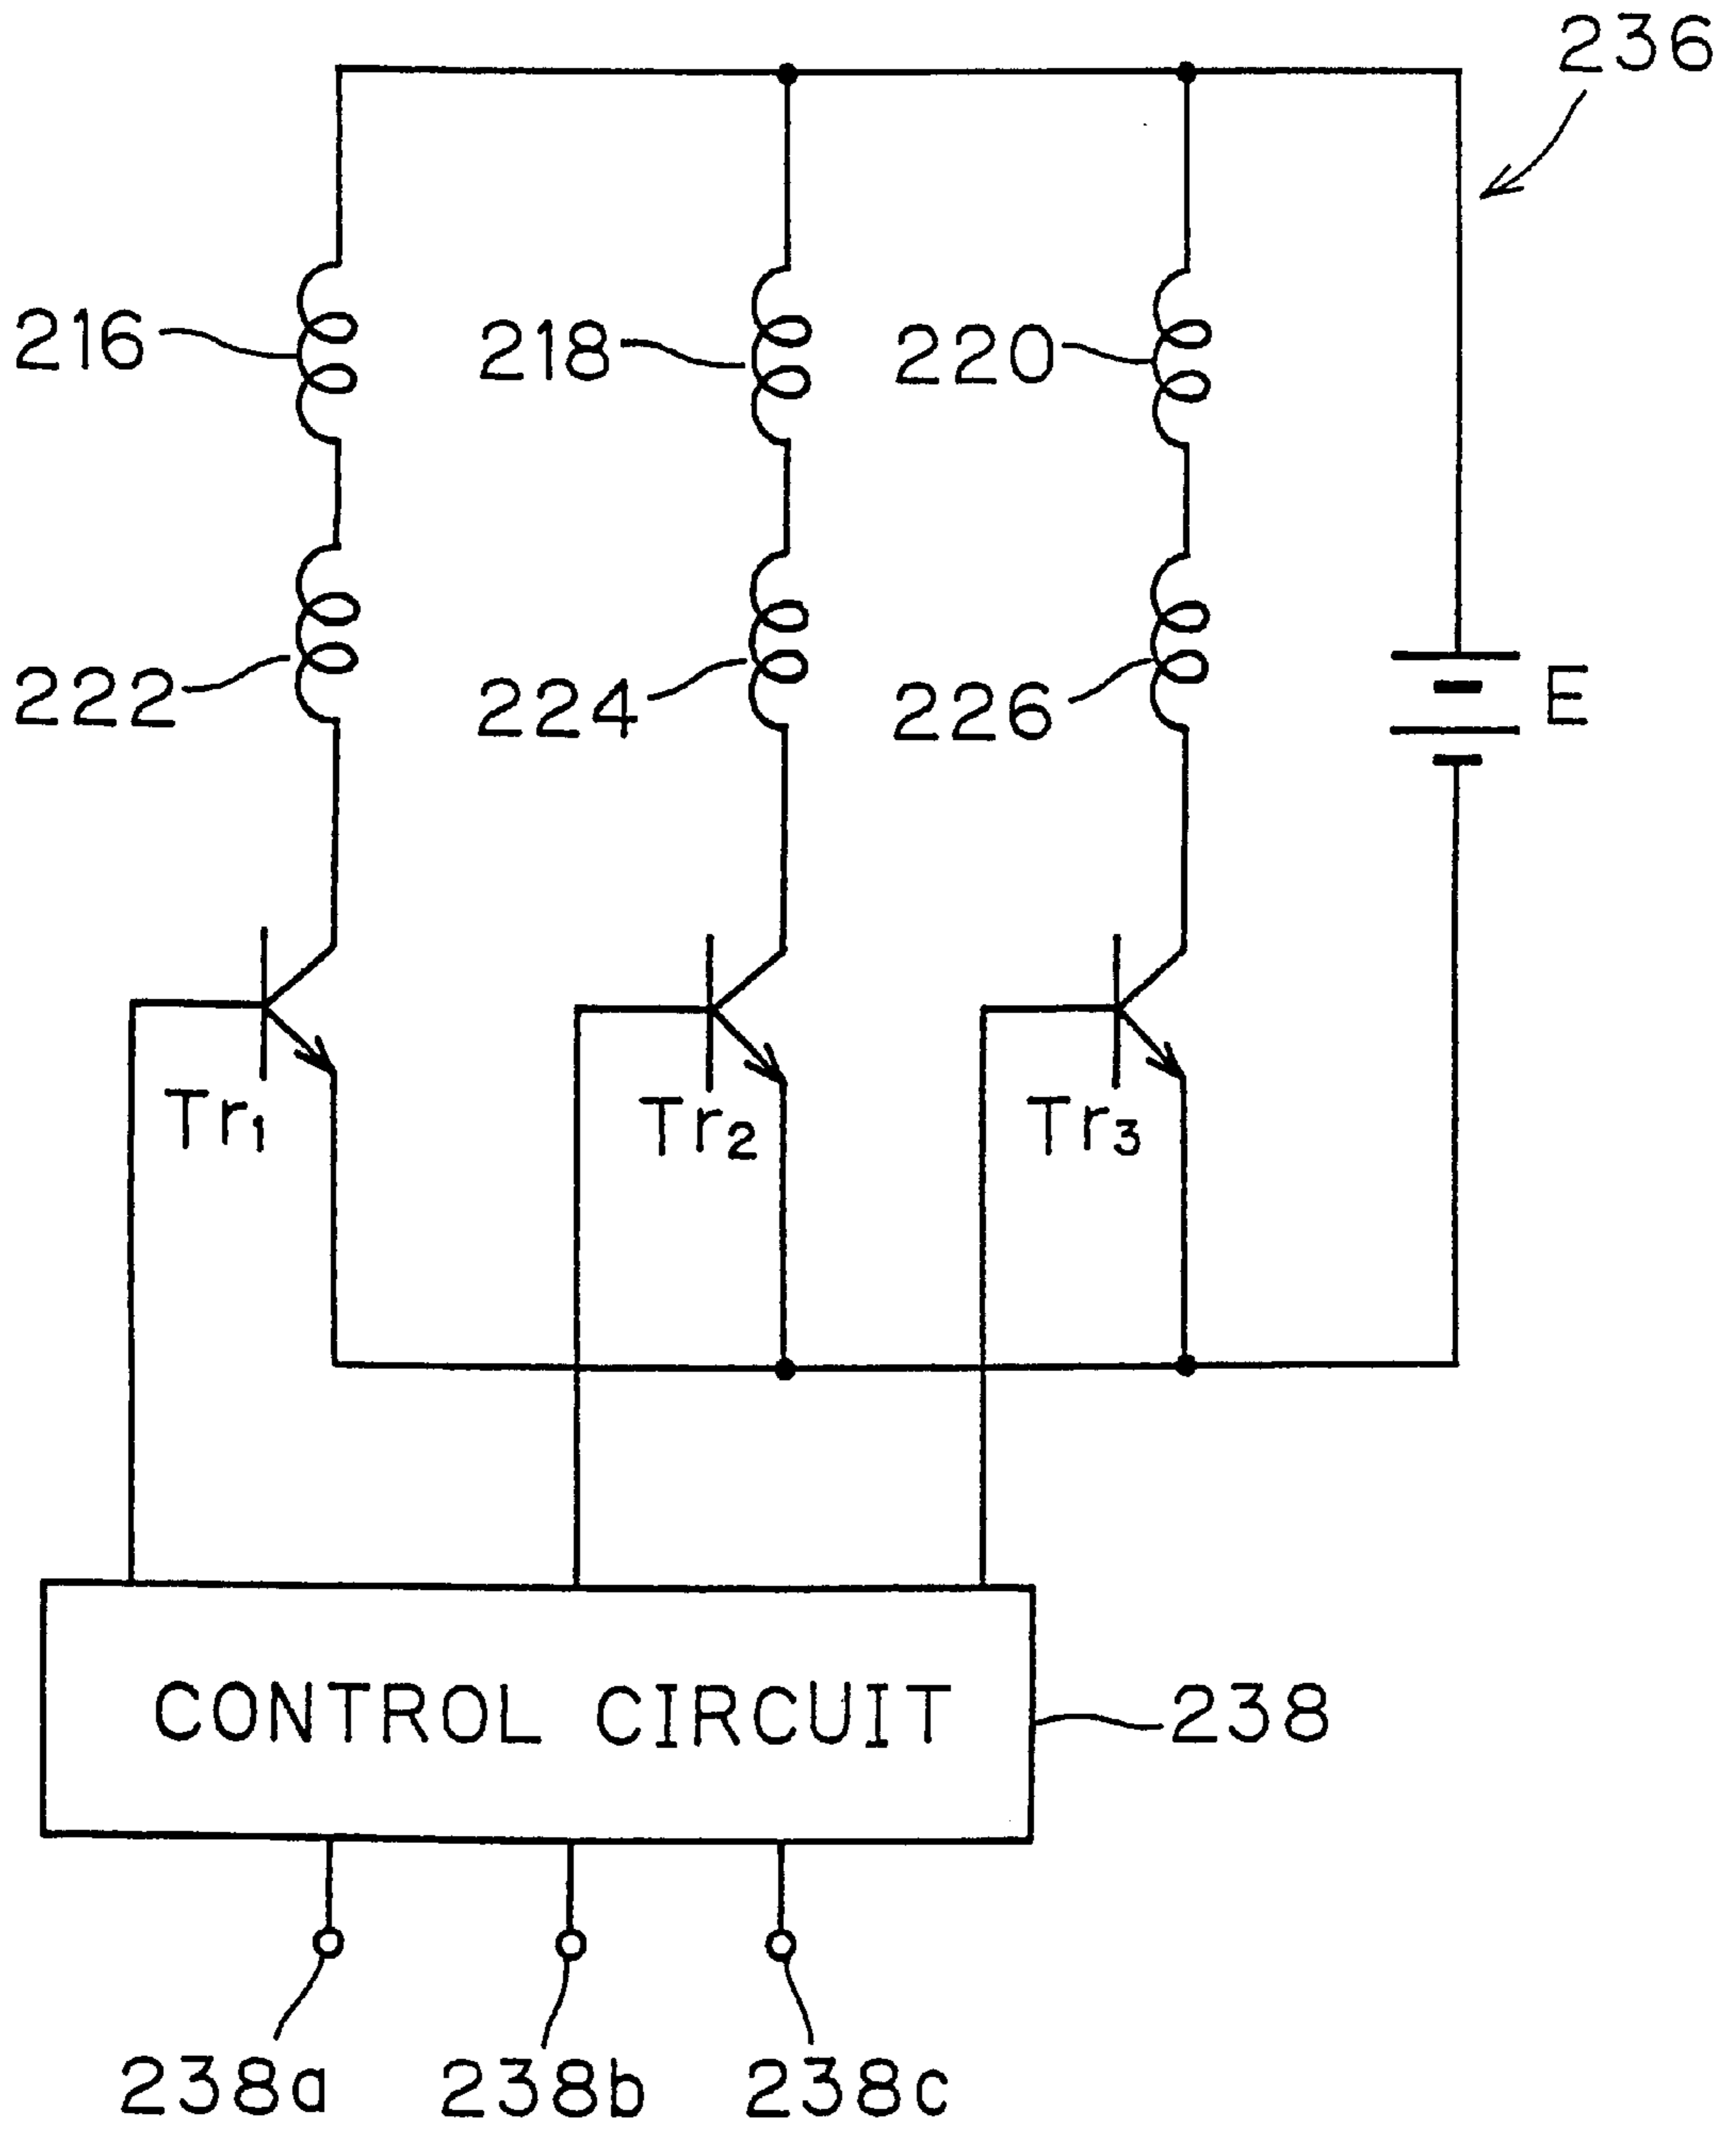 236
216
218
220
222
224
226
E
Tr1
Tr2
Tr3
CONTROL CIRCUIT
238
238a
238b
238c